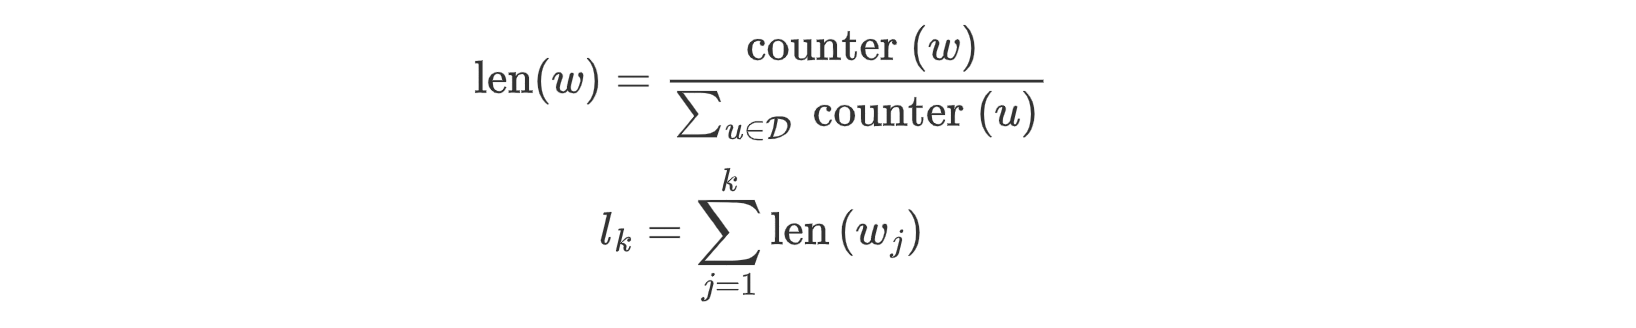 len(w) = counter (w) / ∑_{u∈𝒟} counter (u)
l_k = ∑_{j=1}^{k} len (w_j)